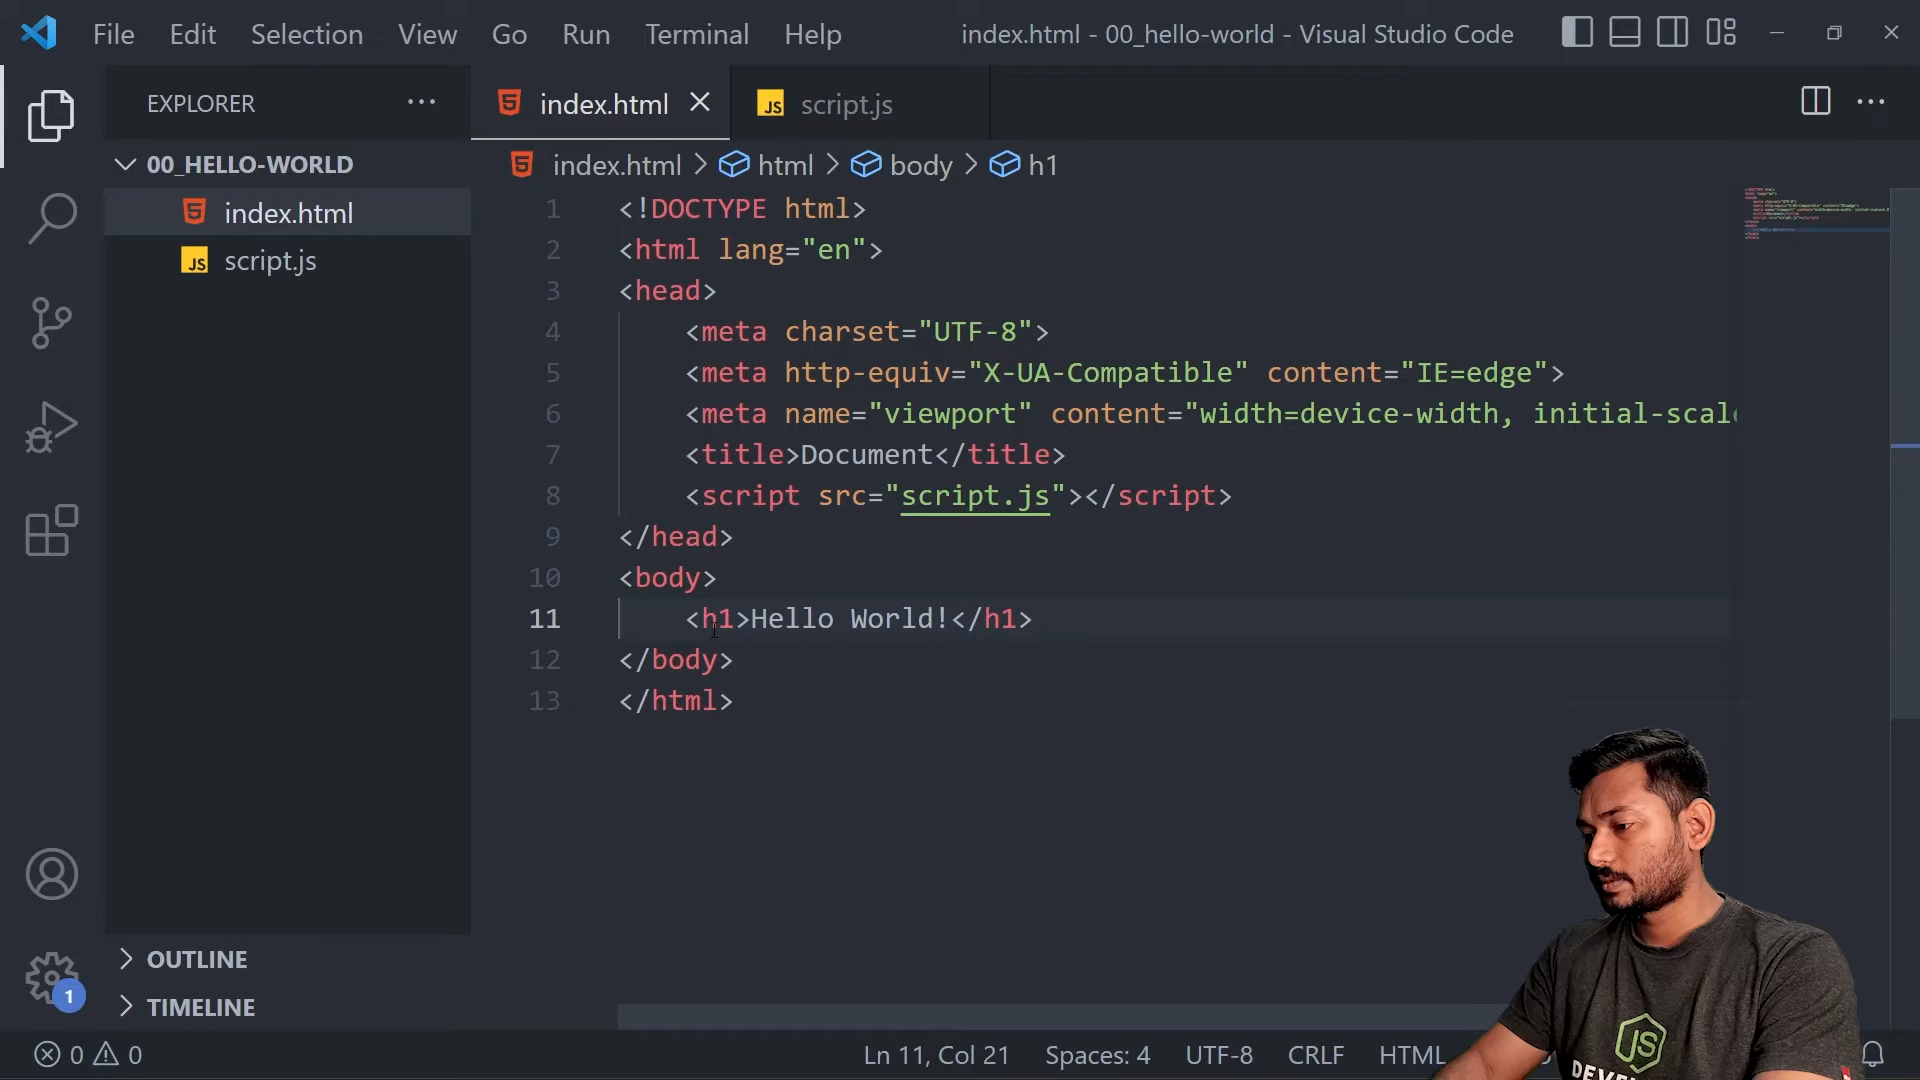 File Edit Selection View Go Run Terminal Help index.html - 00_hello-world - Visual Studio Code
EXPLORER
index.html
JS script.js
00_HELLO-WORLD
index.html
JS script.js
index.html > html > body > h1
1 <!DOCTYPE html>
2 <html lang="en">
3 <head>
4 <meta charset="UTF-8">
5 <meta http-equiv="X-UA-Compatible" content="IE=edge">
6 <meta name="viewport" content="width=device-width, initial-scal
7 <title>Document</title>
8 <script src="script.js"></script>
9 </head>
10 <body>
11 <h1>Hello World!</h1>
12 </body>
13 </html>
OUTLINE
1
TIMELINE
0 0
Ln 11, Col 21 Spaces: 4 UTF-8 CRLF HTML
JS